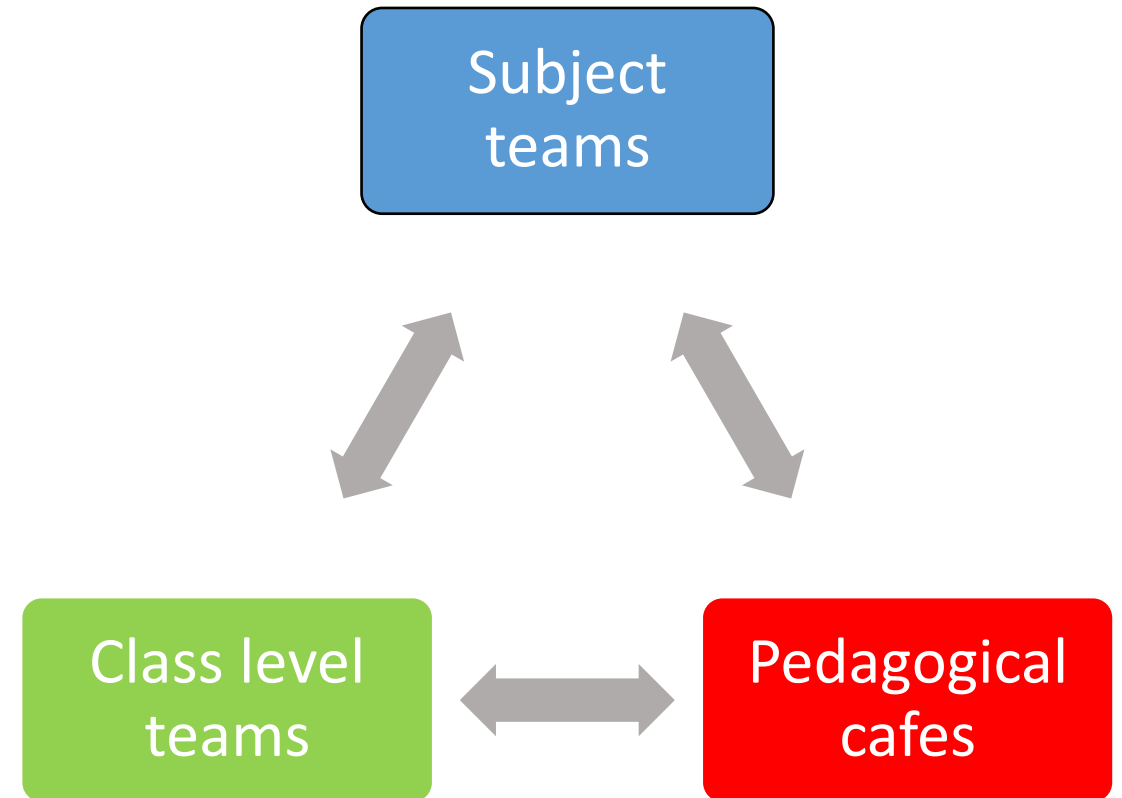 Subject
teams
Class level
teams
Pedagogical
cafes